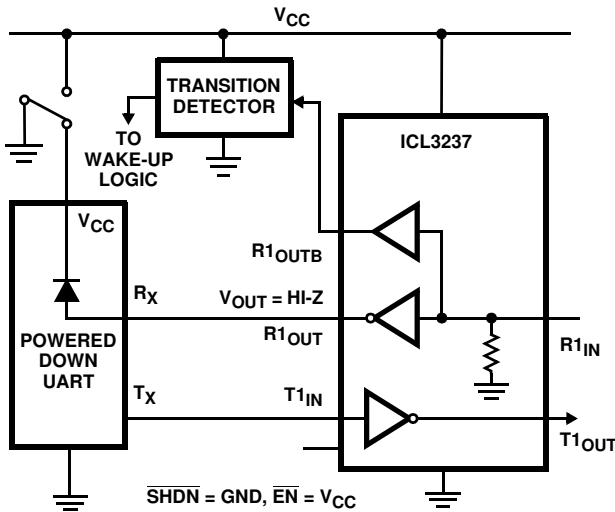 VCC
TRANSITION
DETECTOR
TO
WAKE-UP
LOGIC
ICL3237
VCC
R1OUTB
RX
VOUT = HI-Z
POWERED
DOWN
UART
R1OUT
R1IN
TX
T1IN
T1OUT
SHDN = GND, EN = VCC